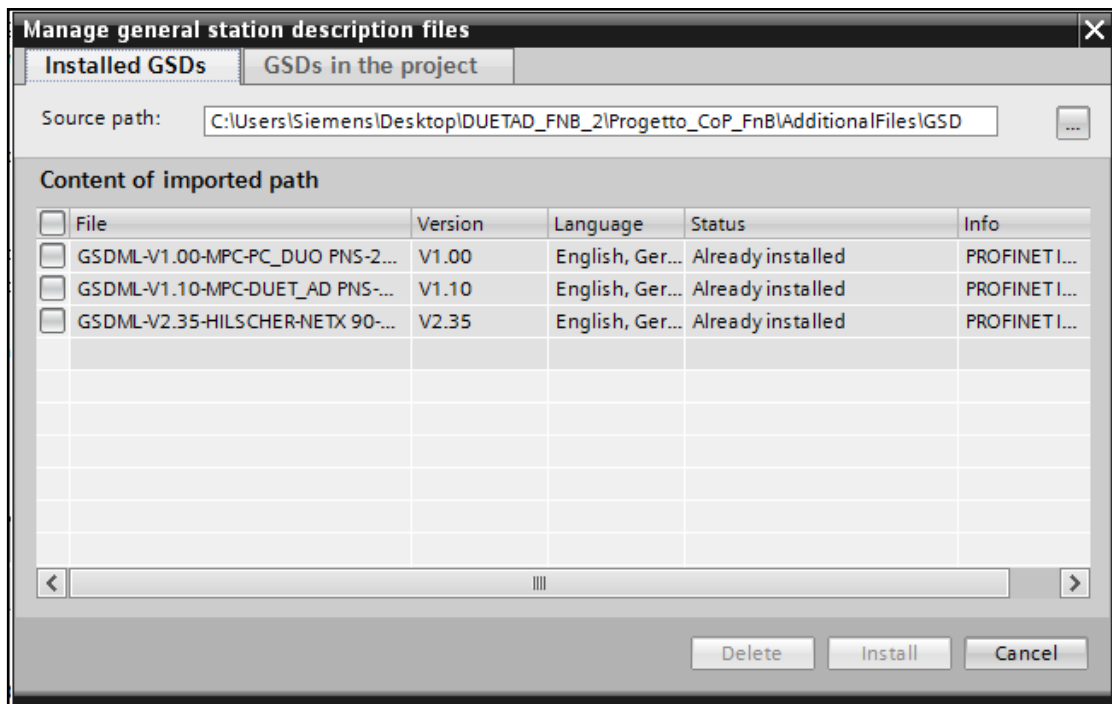 Manage general station description files
Installed GSDs GSDs in the project
Source path: C:\Users\Siemens\Desktop\DUETAD_FNB_2\Progetto_CoP_FnB\AdditionalFiles\GSD ...
Content of imported path
File Version Language Status Info
GSDML-V1.00-MPC-PC_DUO PNS-2... V1.00 English, Ger... Already installed PROFINET I...
GSDML-V1.10-MPC-DUET_AD PNS-... V1.10 English, Ger... Already installed PROFINET I...
GSDML-V2.35-HILSCHER-NETX 90-... V2.35 English, Ger... Already installed PROFINET I...
Delete Install Cancel